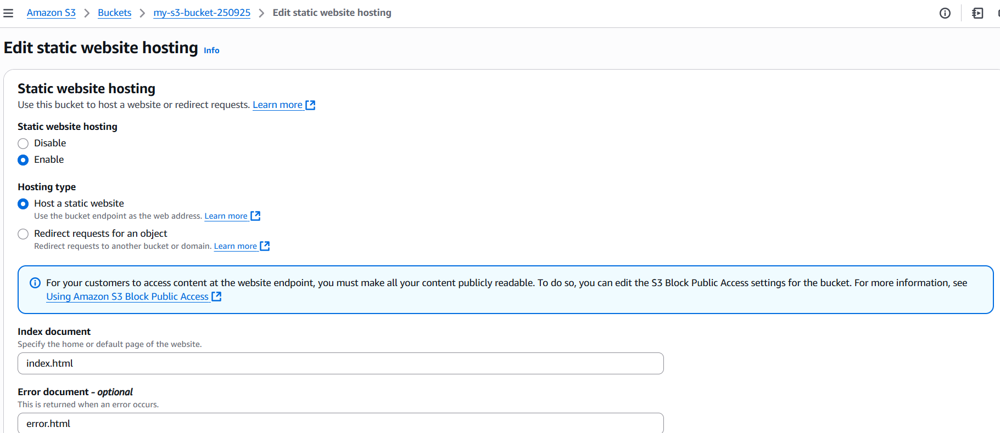 Amazon S3 > Buckets > my-s3-bucket-250925 > Edit static website hosting
Edit static website hosting Info
Static website hosting
Use this bucket to host a website or redirect requests. Learn more
Static website hosting
Disable
Enable
Hosting type
Host a static website
Use the bucket endpoint as the web address. Learn more
Redirect requests for an object
Redirect requests to another bucket or domain. Learn more
For your customers to access content at the website endpoint, you must make all your content publicly readable. To do so, you can edit the S3 Block Public Access settings for the bucket. For more information, see
Using Amazon S3 Block Public Access
Index document
Specify the home or default page of the website.
index.html
Error document - optional
This is returned when an error occurs.
error.html